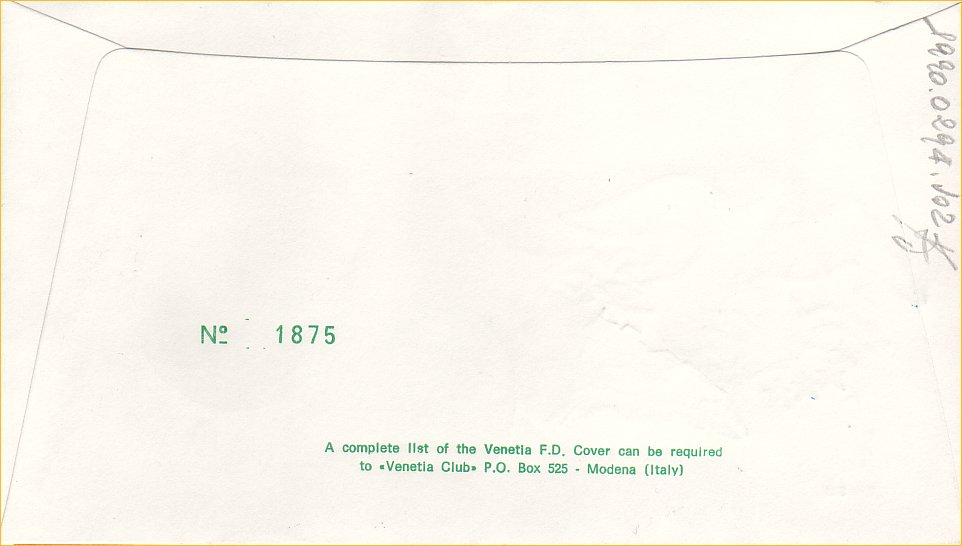 Nº 1875
A complete list of the Venetia F.D. Cover can be required
to «Venetia Club» P.O. Box 525 - Modena (Italy)